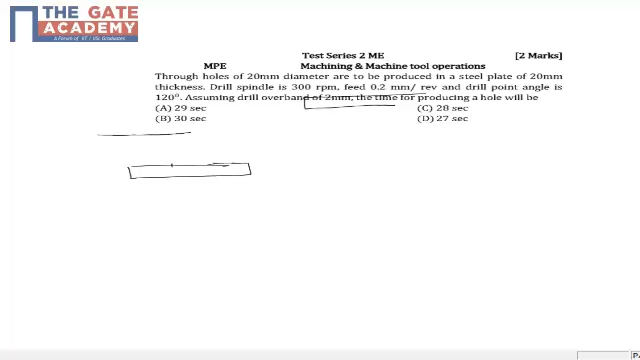 THE GATE
ACADEMY
A Forum of IIT / IISC Graduates
Test Series 2 ME [2 Marks]
MPE Machining & Machine tool operations
Through holes of 20mm diameter are to be produced in a steel plate of 20mm
thickness. Drill spindle is 300 rpm, feed 0.2 mm/ rev and drill point angle is
120°. Assuming drill overband of 2mm, the time for producing a hole will be
(A) 29 sec (C) 28 sec
(B) 30 sec (D) 27 sec